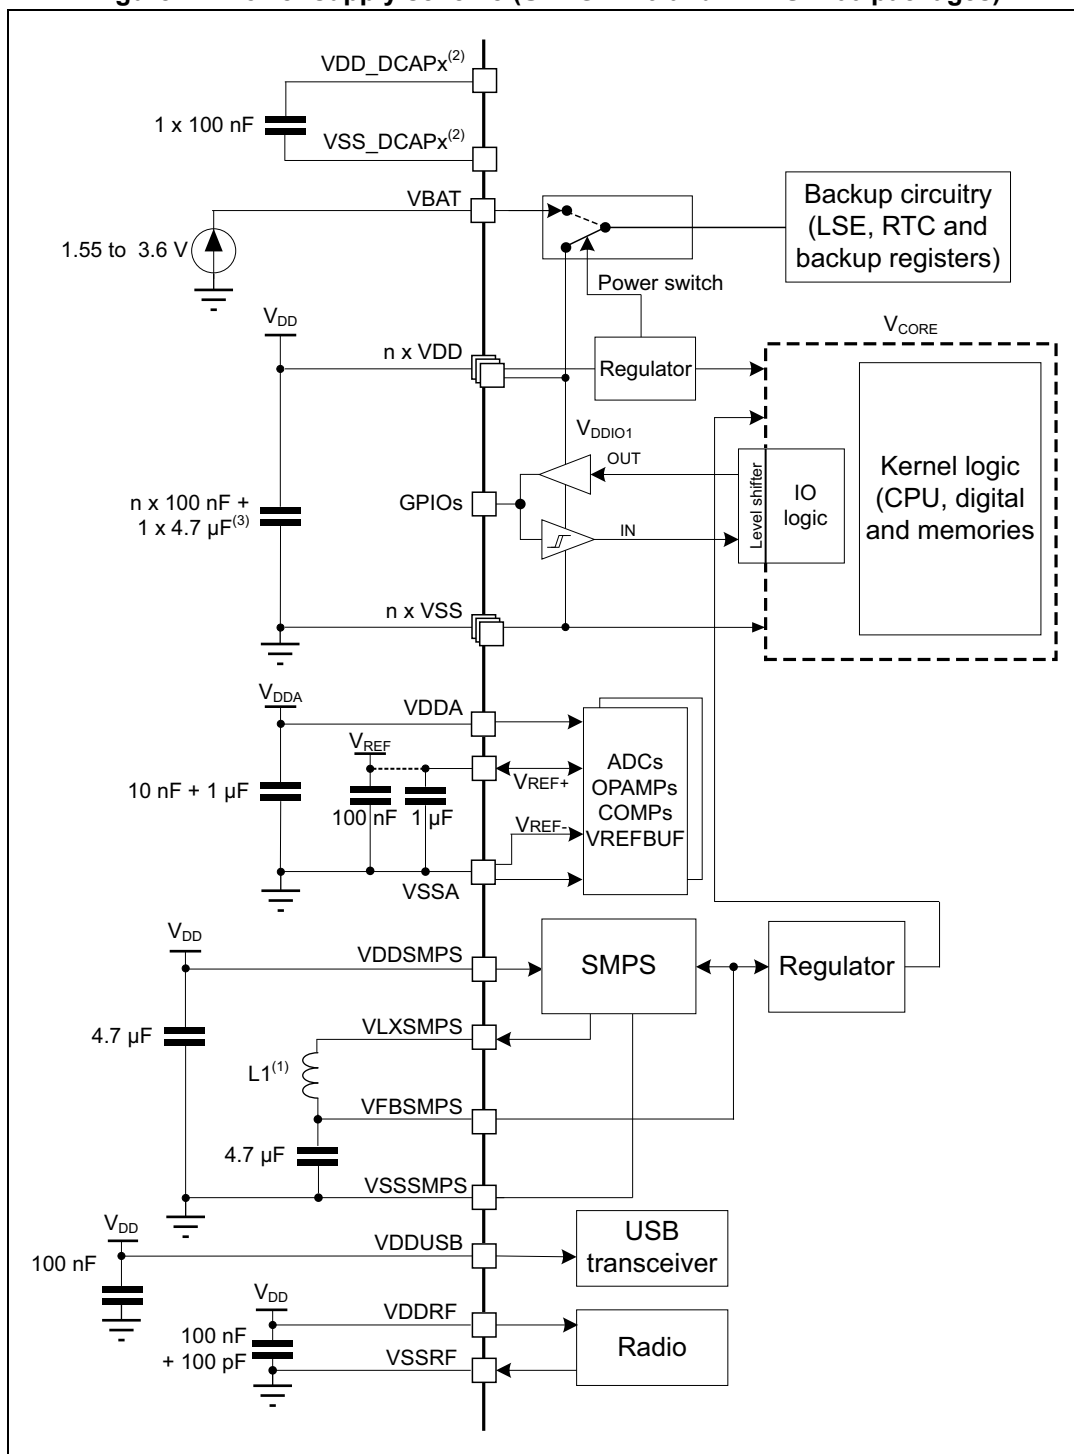 VDD_DCAPx(2)
1 x 100 nF
VSS_DCAPx(2)
VBAT
1.55 to 3.6 V
Power switch
Backup circuitry
(LSE, RTC and
backup registers)
VDD
n x VDD
Regulator
VCORE
VDDIO1
OUT
GPIOs
IN
Level shifter
IO
logic
Kernel logic
(CPU, digital
and memories
n x 100 nF +
1 x 4.7 µF(3)
n x VSS
VDDA
VDDA
VREF
VREF+
10 nF + 1 µF
100 nF
1 µF
VREF-
ADCs
OPAMPs
COMPs
VREFBUF
VSSA
VDD
VDDSMPS
SMPS
Regulator
4.7 µF
VLXSMPS
L1(1)
VFBSMPS
4.7 µF
VSSSMPS
VDD
VDDUSB
USB
transceiver
100 nF
VDD
VDDRF
100 nF
+ 100 pF
VSSRF
Radio